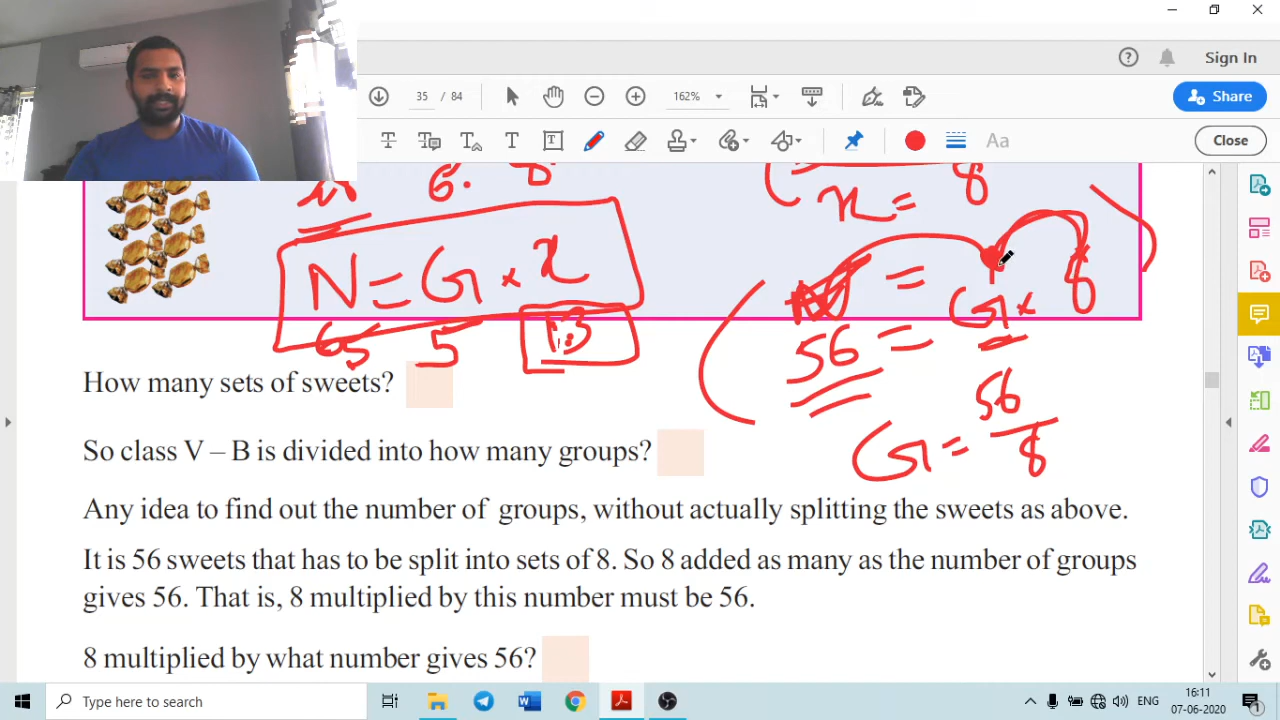 Sign In
35 / 84
162%
Share
Close
Aa
6. 8
x = 8
N = G × x
65 5 13
= G × 8
56 =
G = 56/8
How many sets of sweets?
So class V – B is divided into how many groups?
Any idea to find out the number of groups, without actually splitting the sweets as above.
It is 56 sweets that has to be split into sets of 8. So 8 added as many as the number of groups
gives 56. That is, 8 multiplied by this number must be 56.
8 multiplied by what number gives 56?
Type here to search
ENG
16:11
07-06-2020